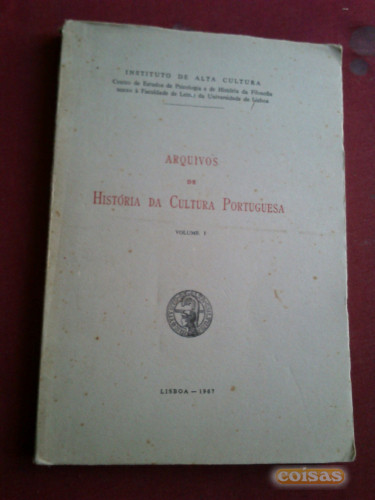 INSTITUTO DE ALTA CULTURA
Centro de Estudos de Psicologia e de História da Filosofia
anexo à Faculdade de Letras da Universidade de Lisboa
ARQUIVOS
DE
HISTÓRIA DA CULTURA PORTUGUESA
VOLUME I
LISBOA — 1967
coisas